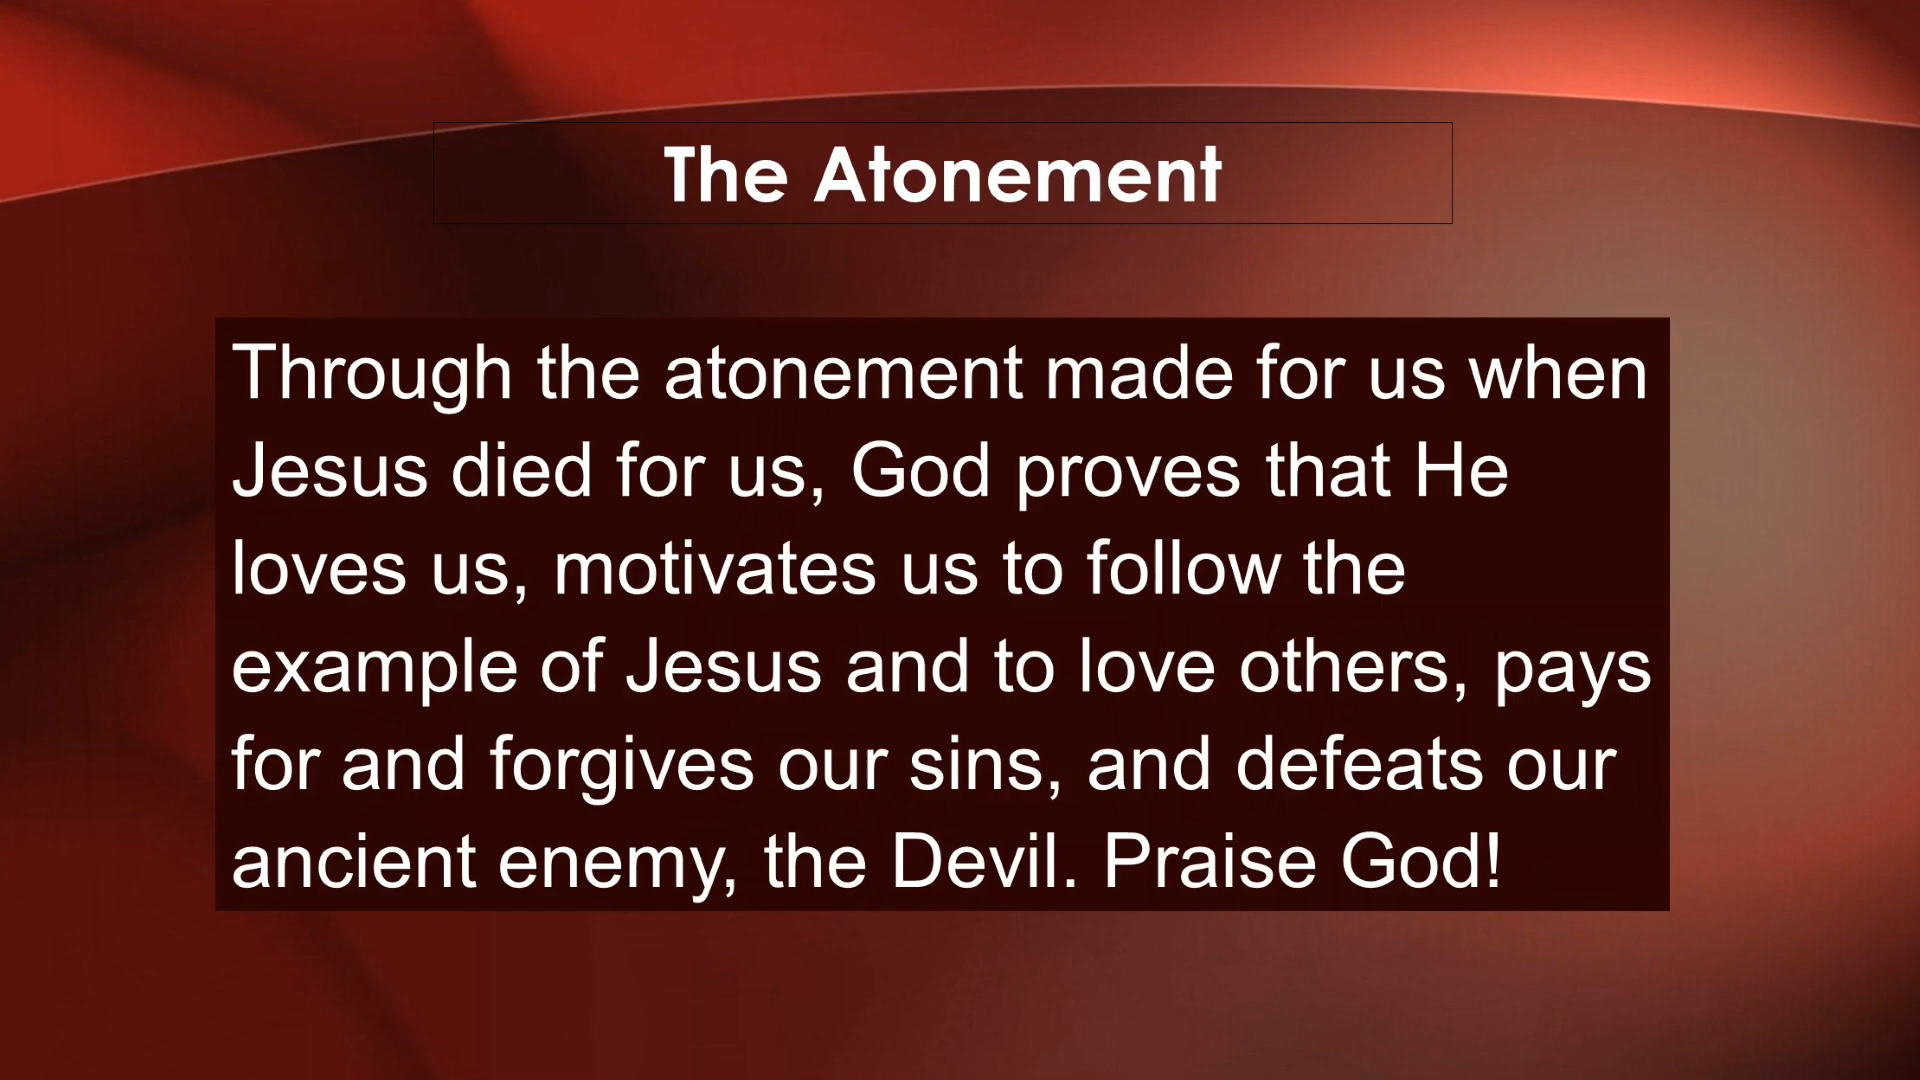 The Atonement
Through the atonement made for us when
Jesus died for us, God proves that He
loves us, motivates us to follow the
example of Jesus and to love others, pays
for and forgives our sins, and defeats our
ancient enemy, the Devil. Praise God!